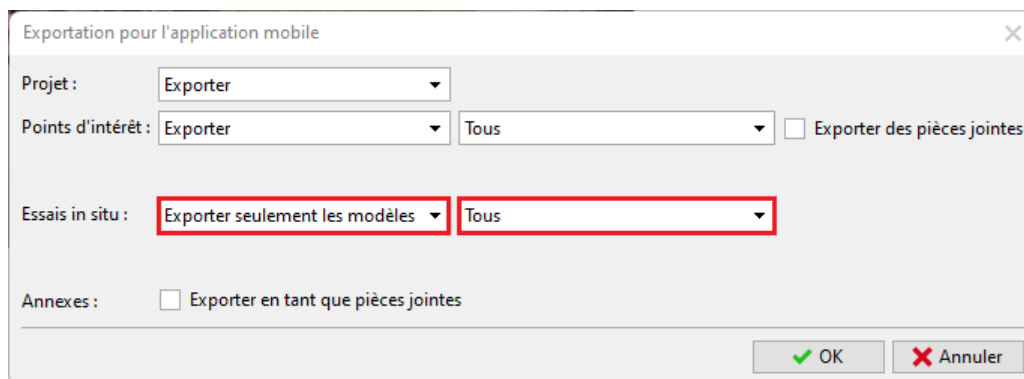 Exportation pour l'application mobile
Projet : Exporter
Points d'intérêt : Exporter Tous Exporter des pièces jointes
Essais in situ : Exporter seulement les modèles Tous
Annexes : Exporter en tant que pièces jointes
OK Annuler